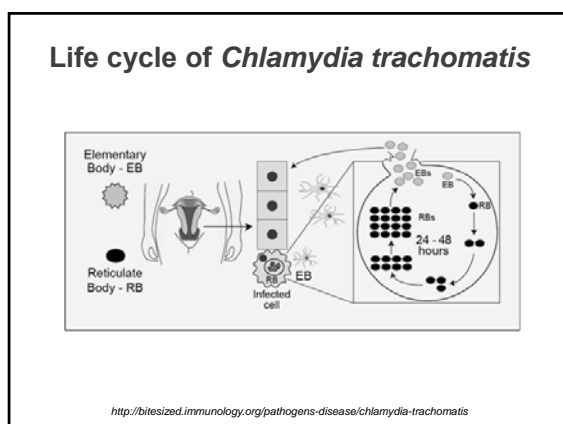 Life cycle of Chlamydia trachomatis
Elementary
Body - EB
Reticulate
Body - RB
RB
EB
Infected
cell
EBs
EB
RB
RBs
24 - 48
hours
http://bitesized.immunology.org/pathogens-disease/chlamydia-trachomatis